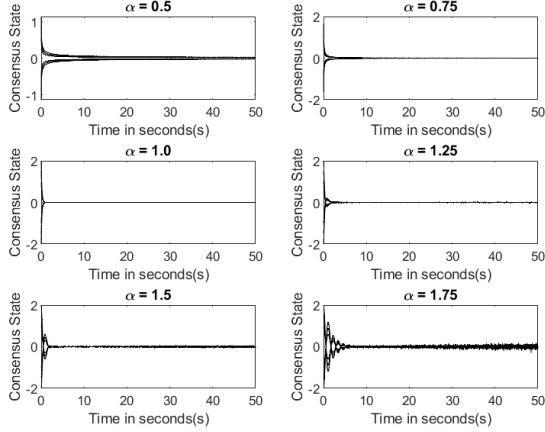 α = 0.5
Consensus State
1
0
-1
0 10 20 30 40 50
Time in seconds(s)
α = 0.75
Consensus State
2
0
-2
0 10 20 30 40 50
Time in seconds(s)
α = 1.0
Consensus State
2
0
-2
0 10 20 30 40 50
Time in seconds(s)
α = 1.25
Consensus State
2
0
-2
0 10 20 30 40 50
Time in seconds(s)
α = 1.5
Consensus State
2
0
-2
0 10 20 30 40 50
Time in seconds(s)
α = 1.75
Consensus State
2
0
-2
0 10 20 30 40 50
Time in seconds(s)